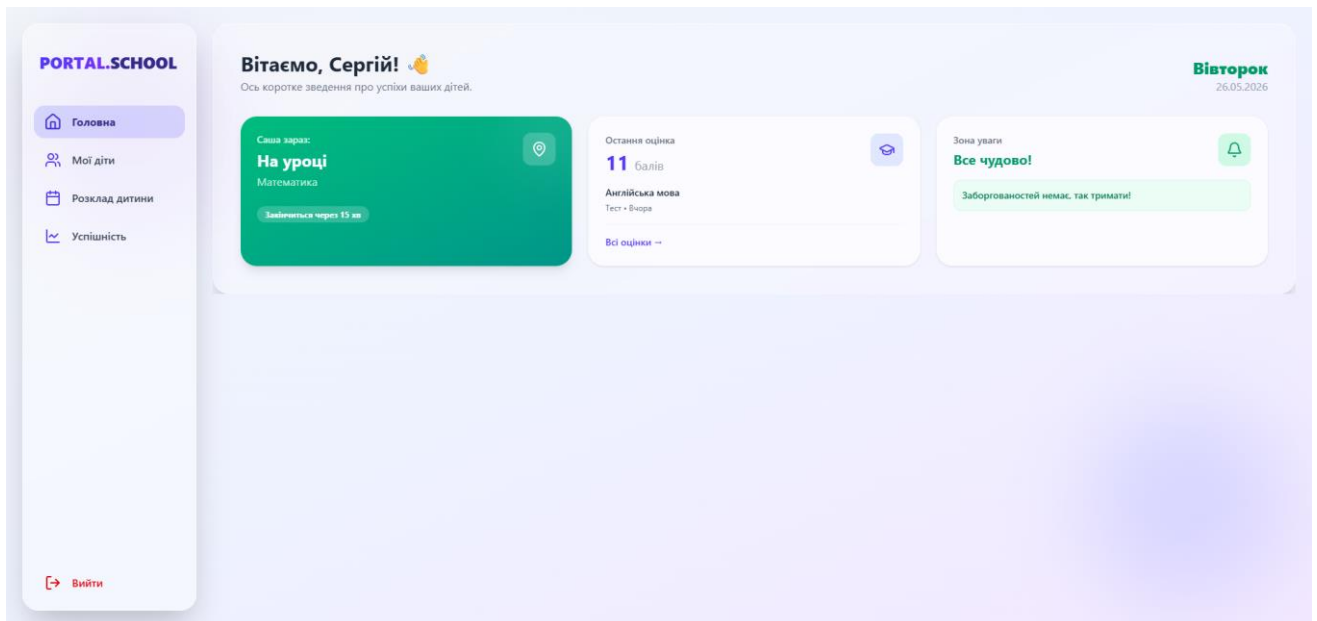 PORTAL.SCHOOL
Головна
Мої діти
Розклад дитини
Успішність
Вийти
Вітаємо, Сергій! 👋
Ось коротке зведення про успіхи ваших дітей.
Вівторок
26.05.2026
Саша зараз:
На уроці
Математика
Закінчиться через 15 хв
Остання оцінка
11 балів
Англійська мова
Тест • Вчора
Всі оцінки →
Зона уваги
Все чудово!
Заборгованостей немає, так тримати!